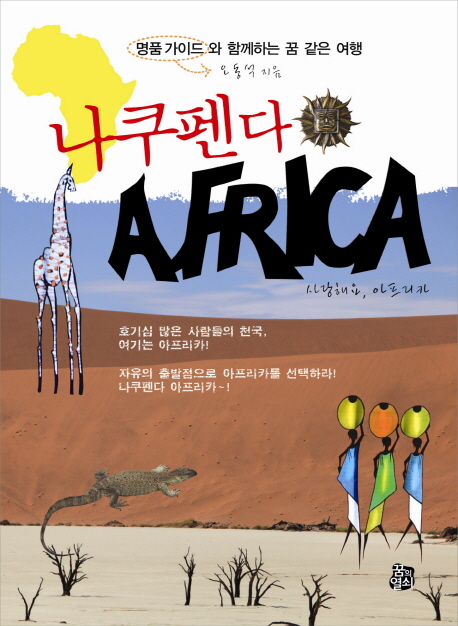 명품 가이드 와 함께하는 꿈 같은 여행
오동석 지음
나쿠펜다
AFRICA
사랑해요, 아프리카
호기심 많은 사람들의 천국,
여기는 아프리카!
자유의 출발점으로 아프리카를 선택하라!
나쿠펜다 아프리카~!
꿈의
열쇠